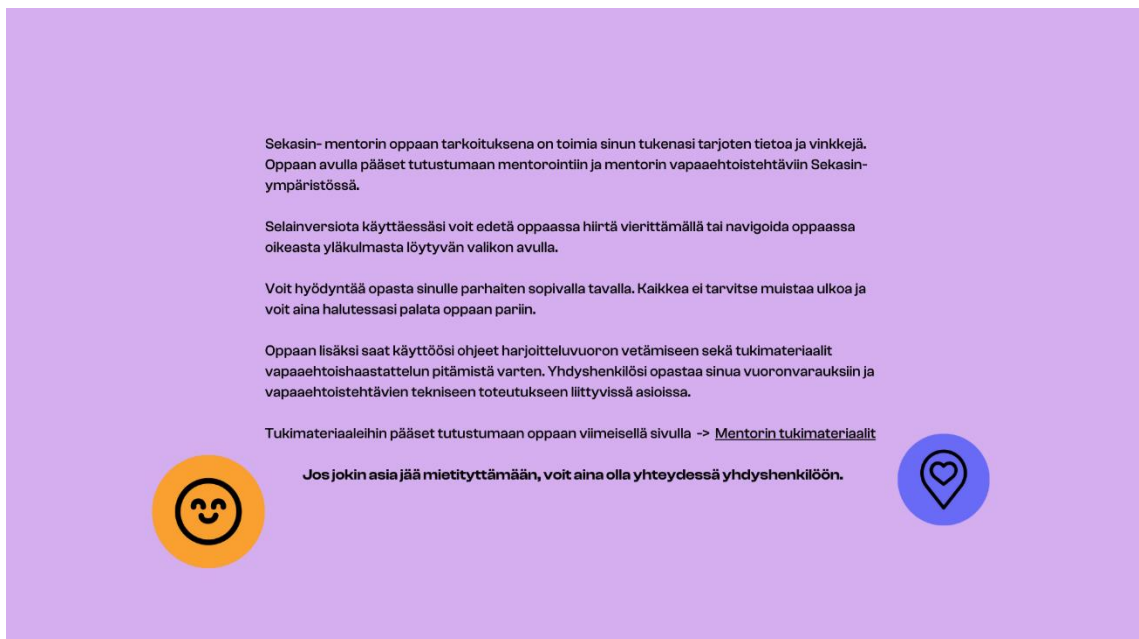 Sekasin- mentorin oppaan tarkoituksena on toimia sinun tukenasi tarjoten tietoa ja vinkkejä.
Oppaan avulla pääset tutustumaan mentorointiin ja mentorin vapaaehtoistehtäviin Sekasin-
ympäristössä.
Selainversiota käyttäessäsi voit edetä oppaassa hiirtä vierittämällä tai navigoida oppaassa
oikeasta yläkulmasta löytyvän valikon avulla.
Voit hyödyntää opasta sinulle parhaiten sopivalla tavalla. Kaikkea ei tarvitse muistaa ulkoa ja
voit aina halutessasi palata oppaan pariin.
Oppaan lisäksi saat käyttöösi ohjeet harjoitteluvuoron vetämiseen sekä tukimateriaalit
vapaaehtoishaastattelun pitämistä varten. Yhdyshenkilösi opastaa sinua vuoronvarauksiin ja
vapaaehtoistehtävien tekniseen toteutukseen liittyvissä asioissa.
Tukimateriaaleihin pääset tutustumaan oppaan viimeisellä sivulla -> Mentorin tukimateriaalit
Jos jokin asia jää mietityttämään, voit aina olla yhteydessä yhdyshenkilöön.